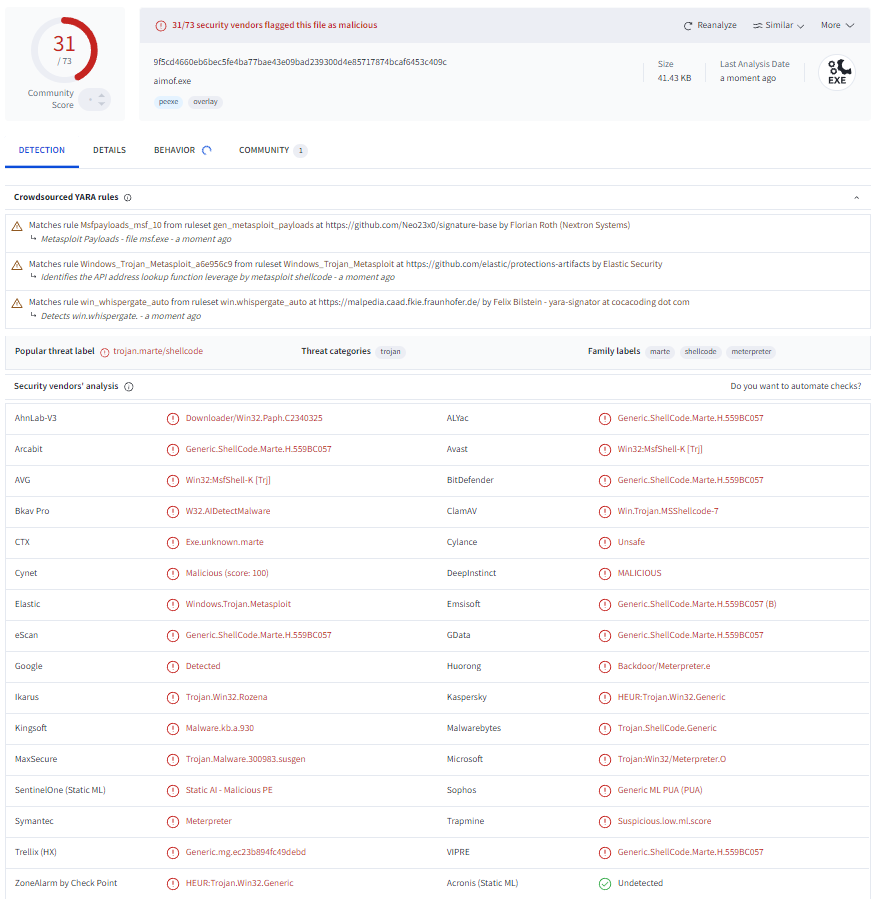 31
/ 73
Community
Score
31/73 security vendors flagged this file as malicious
Reanalyze
Similar
More
9f5cd4660eb6bec5fe4ba77bae43e09bad239300d4e85717874bcaf6453c409c
aimof.exe
peexe
overlay
Size
41.43 KB
Last Analysis Date
a moment ago
EXE
DETECTION
DETAILS
BEHAVIOR
COMMUNITY 1
Crowdsourced YARA rules
Matches rule Msfpayloads_msf_10 from ruleset gen_metasploit_payloads at https://github.com/Neo23x0/signature-base by Florian Roth (Nextron Systems)
↳ Metasploit Payloads - file msf.exe - a moment ago
Matches rule Windows_Trojan_Metasploit_a6e956c9 from ruleset Windows_Trojan_Metasploit at https://github.com/elastic/protections-artifacts by Elastic Security
↳ Identifies the API address lookup function leverage by metasploit shellcode - a moment ago
Matches rule win_whispergate_auto from ruleset win.whispergate_auto at https://malpedia.caad.fkie.fraunhofer.de/ by Felix Bilstein - yara-signator at cocacoding dot com
↳ Detects win.whispergate. - a moment ago
Popular threat label trojan.marte/shellcode
Threat categories trojan
Family labels marte shellcode meterpreter
Security vendors' analysis
Do you want to automate checks?
AhnLab-V3 Downloader/Win32.Paph.C2340325 ALYac Generic.ShellCode.Marte.H.559BC057
Arcabit Generic.ShellCode.Marte.H.559BC057 Avast Win32:MsfShell-K [Trj]
AVG Win32:MsfShell-K [Trj] BitDefender Generic.ShellCode.Marte.H.559BC057
Bkav Pro W32.AIDetectMalware ClamAV Win.Trojan.MSShellcode-7
CTX Exe.unknown.marte Cylance Unsafe
Cynet Malicious (score: 100) DeepInstinct MALICIOUS
Elastic Windows.Trojan.Metasploit Emsisoft Generic.ShellCode.Marte.H.559BC057 (B)
eScan Generic.ShellCode.Marte.H.559BC057 GData Generic.ShellCode.Marte.H.559BC057
Google Detected Huorong Backdoor/Meterpreter.e
Ikarus Trojan.Win32.Rozena Kaspersky HEUR:Trojan.Win32.Generic
Kingsoft Malware.kb.a.930 Malwarebytes Trojan.ShellCode.Generic
MaxSecure Trojan.Malware.300983.susgen Microsoft Trojan:Win32/Meterpreter.O
SentinelOne (Static ML) Static AI - Malicious PE Sophos Generic ML PUA (PUA)
Symantec Meterpreter Trapmine Suspicious.low.ml.score
Trellix (HX) Generic.mg.ec23b894fc49debd VIPRE Generic.ShellCode.Marte.H.559BC057
ZoneAlarm by Check Point HEUR:Trojan.Win32.Generic Acronis (Static ML) Undetected